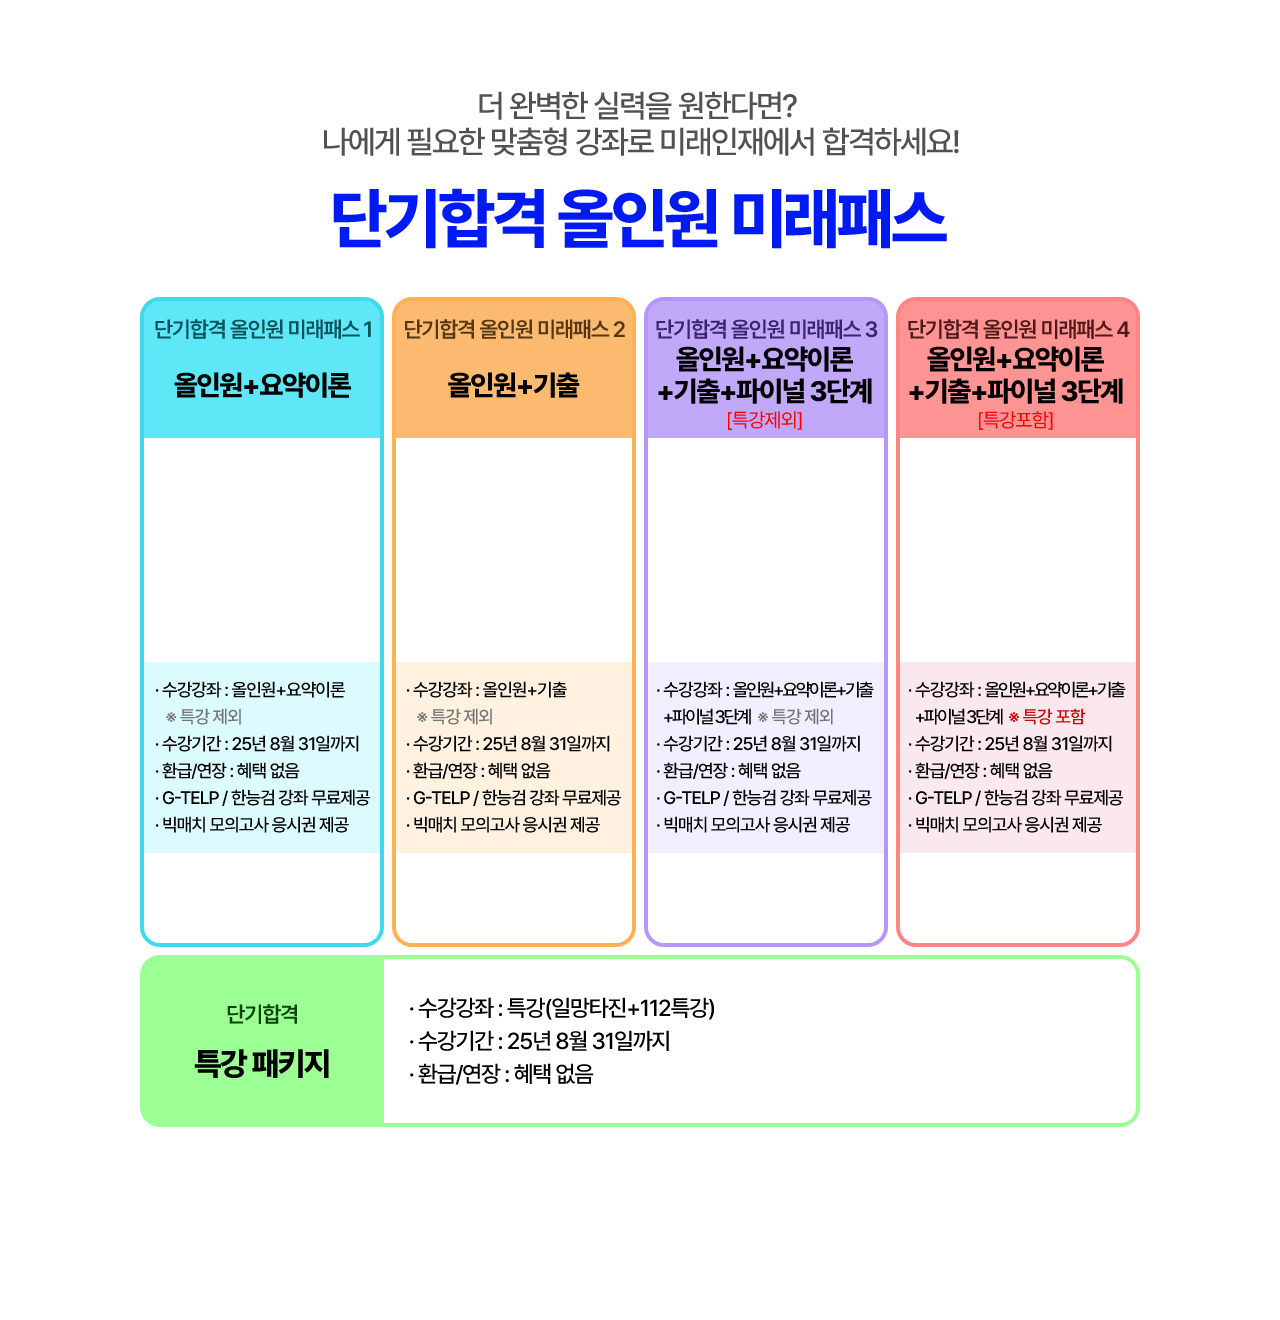 더 완벽한 실력을 원한다면?
나에게 필요한 맞춤형 강좌로 미래인재에서 합격하세요!
단기합격 올인원 미래패스
단기합격 올인원 미래패스 1
올인원+요약이론
· 수강강좌 : 올인원+요약이론
※ 특강 제외
· 수강기간 : 25년 8월 31일까지
· 환급/연장 : 혜택 없음
· G-TELP / 한능검 강좌 무료제공
· 빅매치 모의고사 응시권 제공
단기합격 올인원 미래패스 2
올인원+기출
· 수강강좌 : 올인원+기출
※ 특강 제외
· 수강기간 : 25년 8월 31일까지
· 환급/연장 : 혜택 없음
· G-TELP / 한능검 강좌 무료제공
· 빅매치 모의고사 응시권 제공
단기합격 올인원 미래패스 3
올인원+요약이론
+기출+파이널 3단계
[특강제외]
· 수강강좌 : 올인원+요약이론+기출
+파이널 3단계 ※ 특강 제외
· 수강기간 : 25년 8월 31일까지
· 환급/연장 : 혜택 없음
· G-TELP / 한능검 강좌 무료제공
· 빅매치 모의고사 응시권 제공
단기합격 올인원 미래패스 4
올인원+요약이론
+기출+파이널 3단계
[특강포함]
· 수강강좌 : 올인원+요약이론+기출
+파이널 3단계 ※ 특강 포함
· 수강기간 : 25년 8월 31일까지
· 환급/연장 : 혜택 없음
· G-TELP / 한능검 강좌 무료제공
· 빅매치 모의고사 응시권 제공
단기합격
특강 패키지
· 수강강좌 : 특강(일망타진+112특강)
· 수강기간 : 25년 8월 31일까지
· 환급/연장 : 혜택 없음